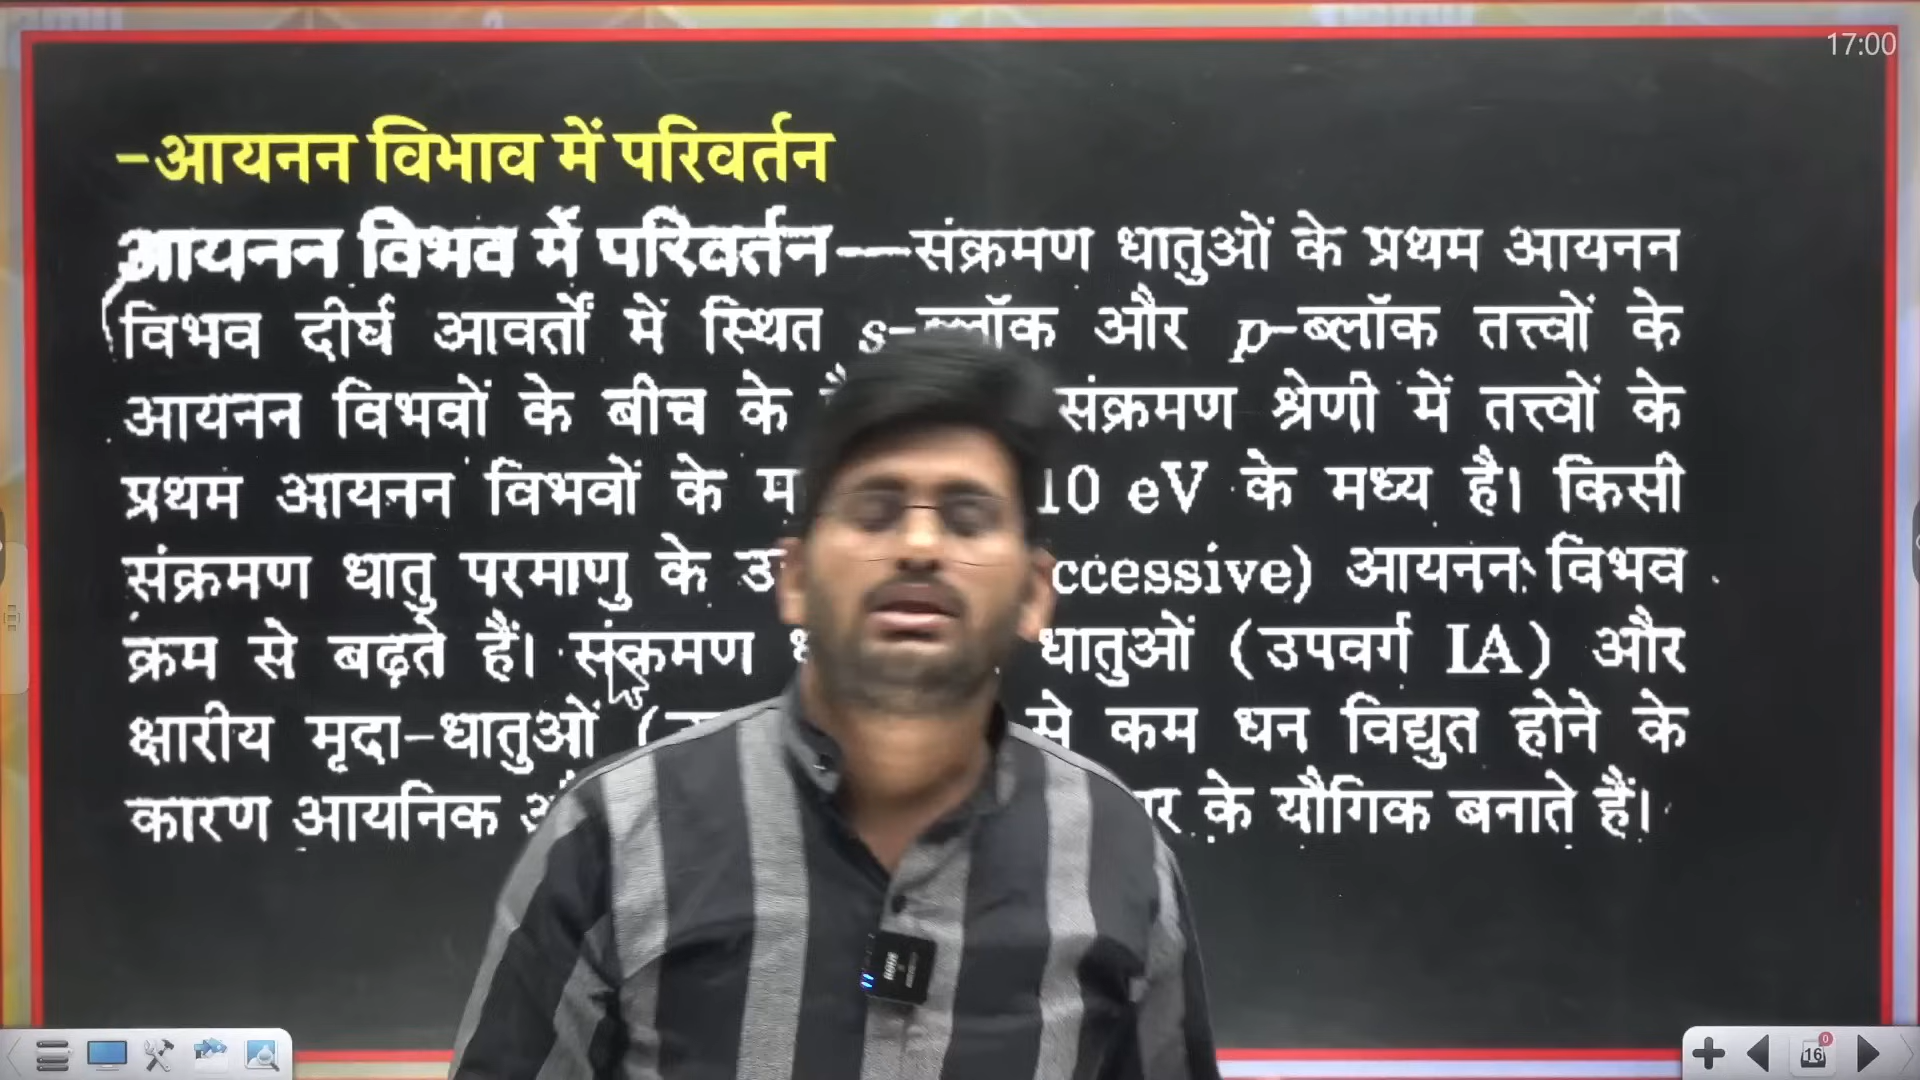 17:00
-आयनन विभाव में परिवर्तन
आयनन विभव में परिवर्तन—संक्रमण धातुओं के प्रथम आयनन
विभव दीर्घ आवर्तों में स्थित s-ब्लॉक और p-ब्लॉक तत्त्वों के
आयनन विभवों के बीच के संक्रमण श्रेणी में तत्त्वों के
प्रथम आयनन विभवों के 10 eV के मध्य है। किसी
संक्रमण धातु परमाणु के ccessive) आयनन विभव
क्रम से बढ़ते हैं। संक्रमण धातुओं (उपवर्ग IA) और
क्षारीय मृदा-धातुओं से कम धन विद्युत होने के
कारण आयनिक के यौगिक बनाते हैं।
RODE
16
0